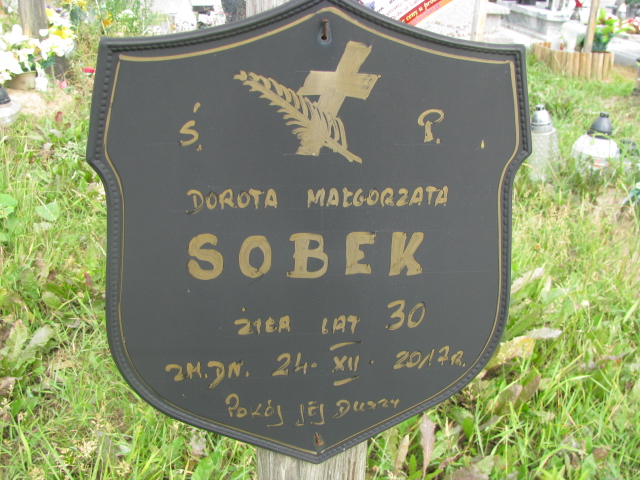 Ś. P.
DOROTA MAŁGORZATA
SOBEK
ŻYŁA LAT 30
ZM. DN. 24. XII. 2017 R.
Pokój jej Duszy